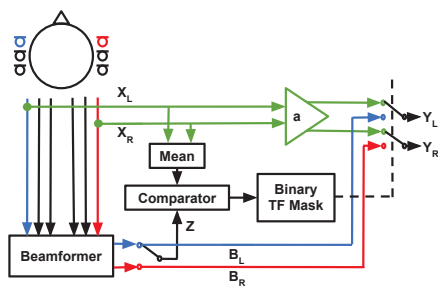 X_L
a
Y_L
X_R
Y_R
Mean
Comparator
Binary
TF Mask
Z
Beamformer
B_L
B_R